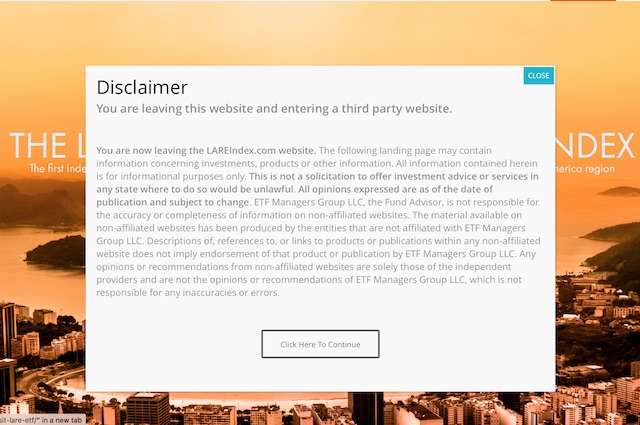 CLOSE
Disclaimer
You are leaving this website and entering a third party website.
THE L
INDEX
The first Inde
merica region
You are now leaving the LAREIndex.com website. The following landing page may contain
information concerning investments, products or other information. All information contained herein
is for informational purposes only. This is not a solicitation to offer investment advice or services in
any state where to do so would be unlawful. All opinions expressed are as of the date of
publication and subject to change. ETF Managers Group LLC, the Fund Advisor, is not responsible
for the accuracy or completeness of information on non-affiliated websites. The material available on
non-affiliated websites has been produced by the entities that are not affiliated with ETF Managers
Group LLC. Descriptions of, references to, or links to products or publications within any non-affiliated
website does not imply endorsement of that product or publication by ETF Managers Group LLC. Any
opinions or recommendations from non-affiliated websites are solely those of the independent
providers and are not the opinions or recommendations of ETF Managers Group LLC, which is not
responsible for any inaccuracies or errors.
Click Here To Continue
sit-lare-etf/" in a new tab